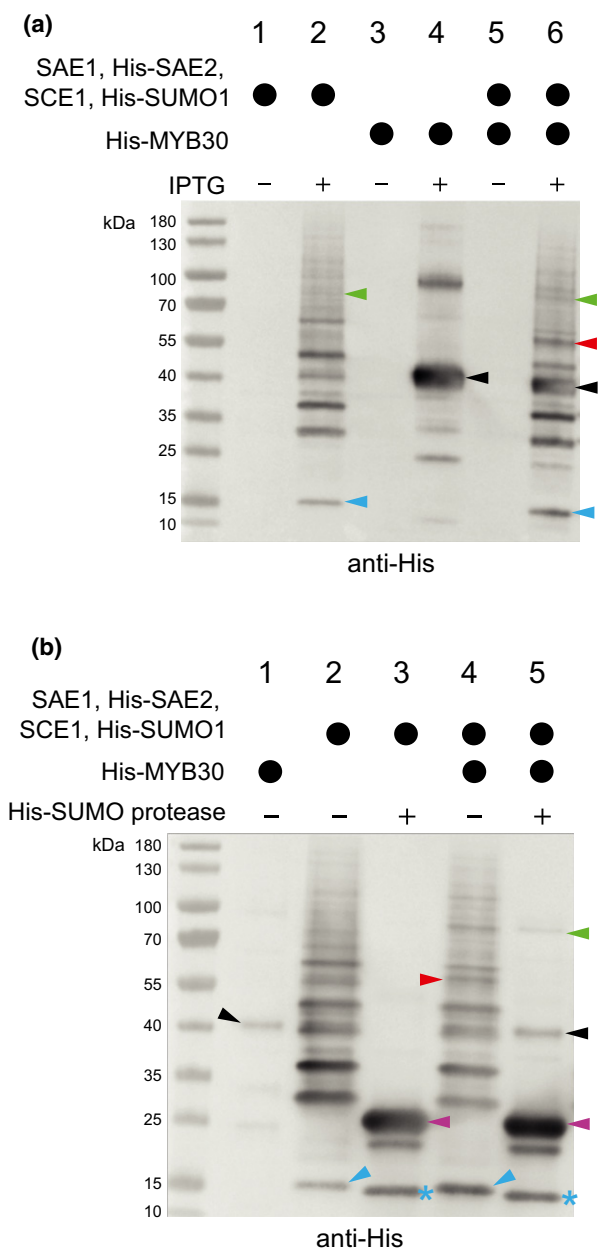 (a)
1 2 3 4 5 6
SAE1, His-SAE2,
SCE1, His-SUMO1
His-MYB30
IPTG − + − + − +
kDa
180
130
100
70
55
40
35
25
15
10
anti-His
(b)
1 2 3 4 5
SAE1, His-SAE2,
SCE1, His-SUMO1
His-MYB30
His-SUMO protease − − + − +
kDa
180
130
100
70
55
40
35
25
15
10
* *
anti-His